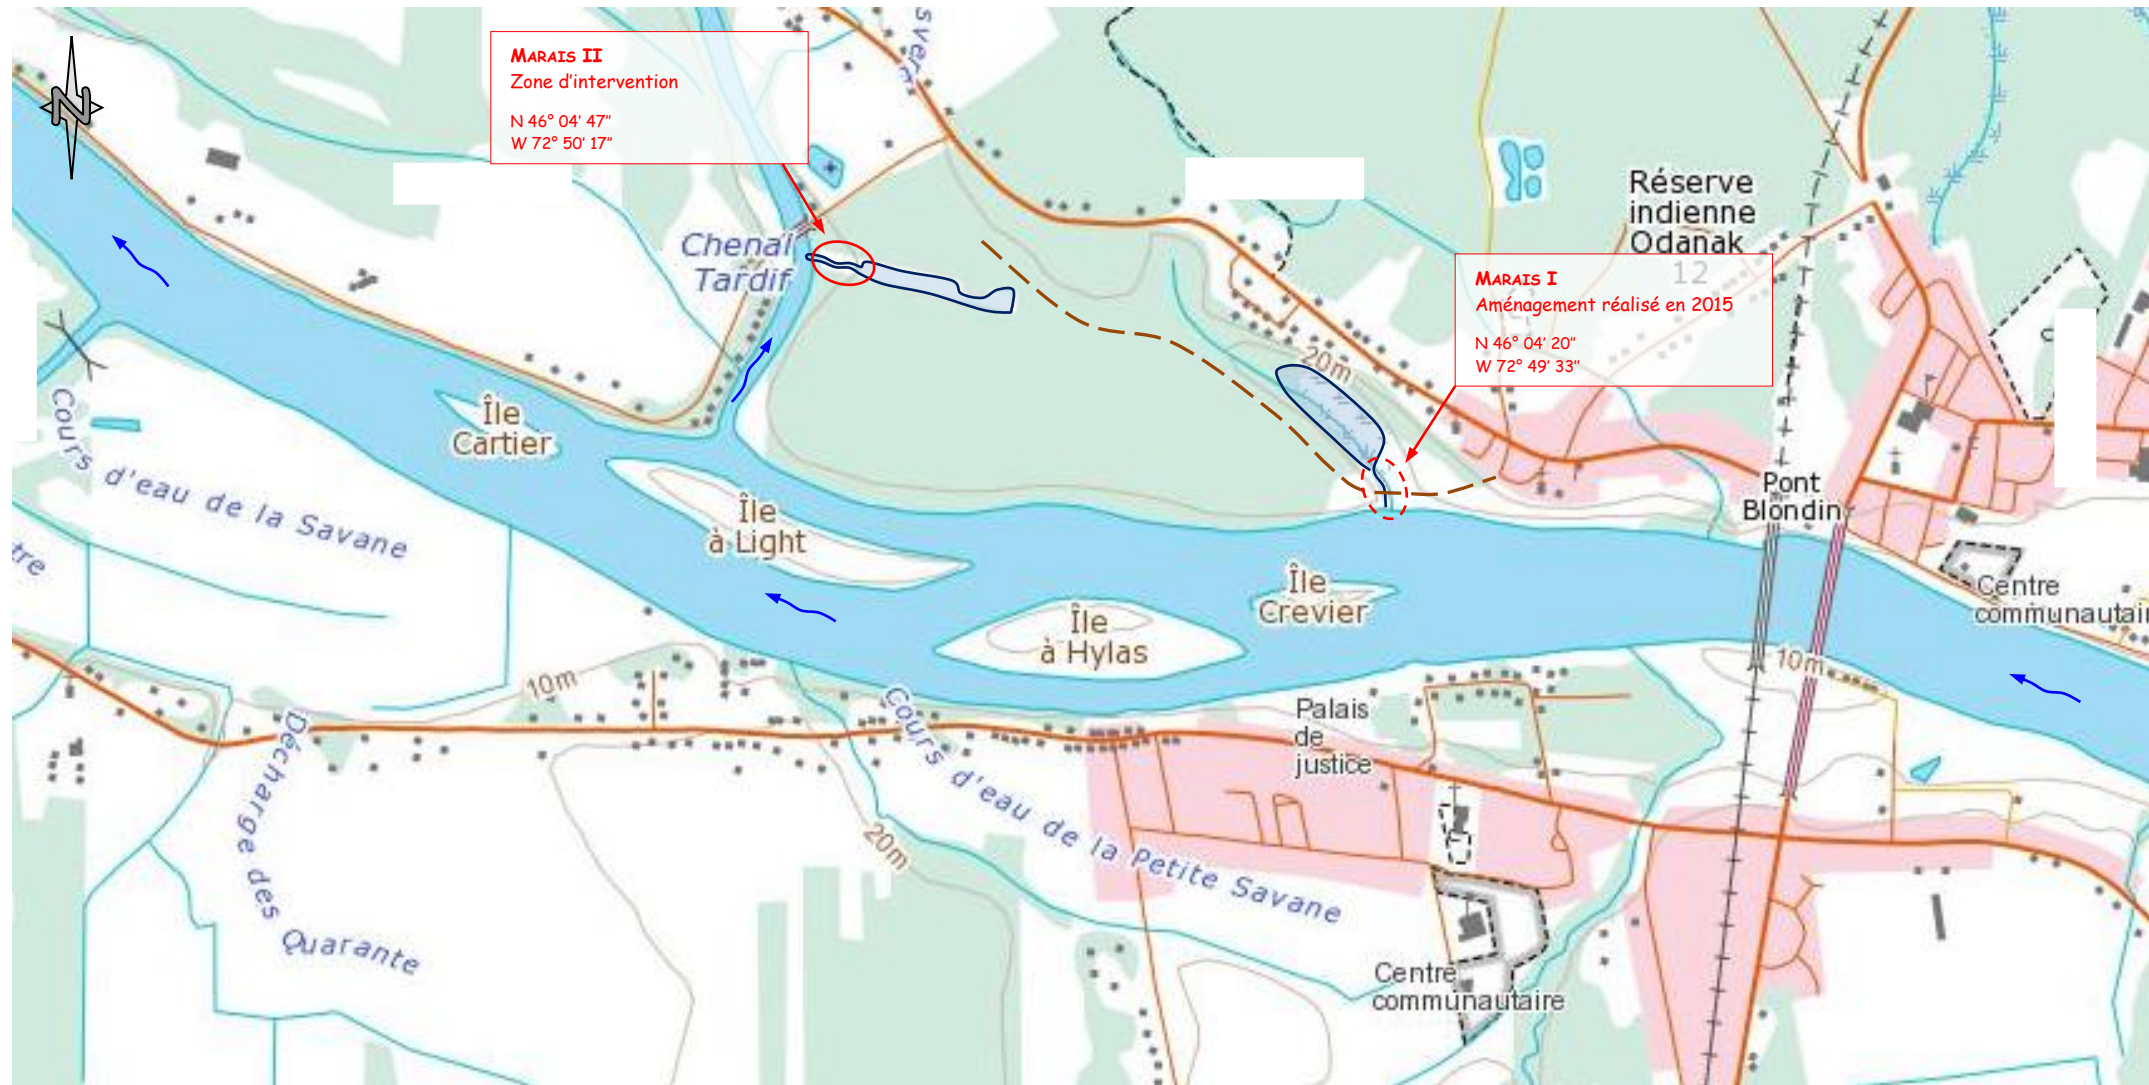 MARAIS II
Zone d'intervention
N 46° 04' 47"
W 72° 50' 17"
N
Chenal
Tardif
Réserve
indienne
Odanak
12
MARAIS I
Aménagement réalisé en 2015
N 46° 04' 20"
W 72° 49' 33"
20m
Île
Cartier
Cours d'eau de la Savane
Île
à Light
Pont
Blondin
Île
Crevier
Île
à Hylas
Centre
communautair
10m
10m
Palais
de
justice
Cours d'eau de la Petite Savane
Décharge des Quarante
20m
Centre
communautaire
tre